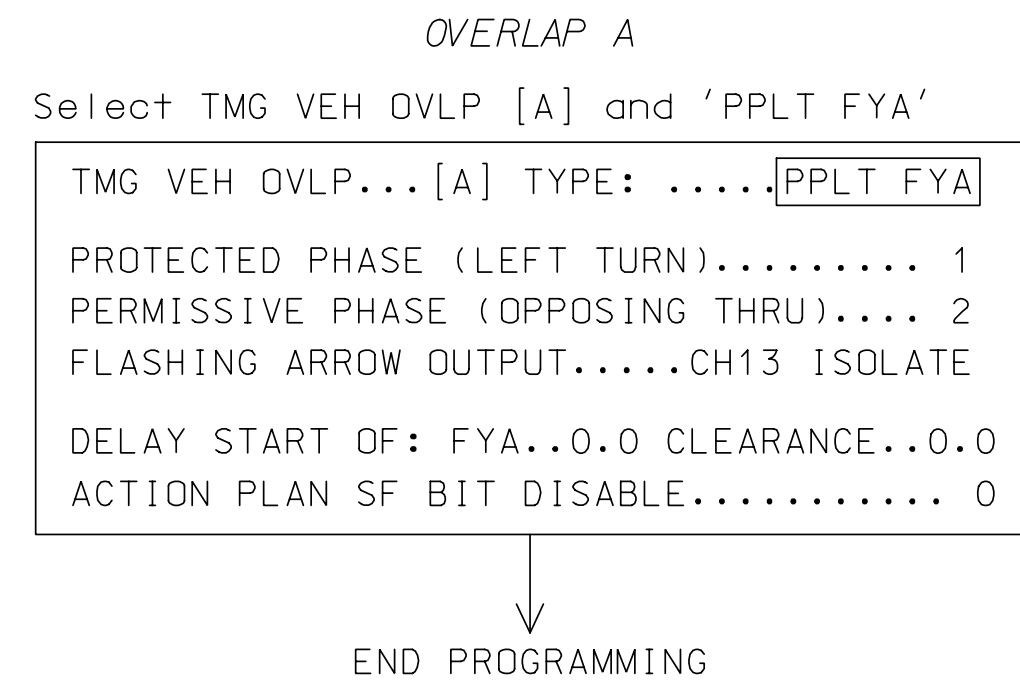 OVERLAP A
Select TMG VEH OVLP [A] and 'PPLT FYA'
TMG VEH OVLP...[A] TYPE: .....PPLT FYA
PROTECTED PHASE (LEFT TURN)......... 1
PERMISSIVE PHASE (OPPOSING THRU).... 2
FLASHING ARROW OUTPUT.....CH13 ISOLATE
DELAY START OF: FYA..0.0 CLEARANCE..0.0
ACTION PLAN SF BIT DISABLE........... 0
END PROGRAMMING